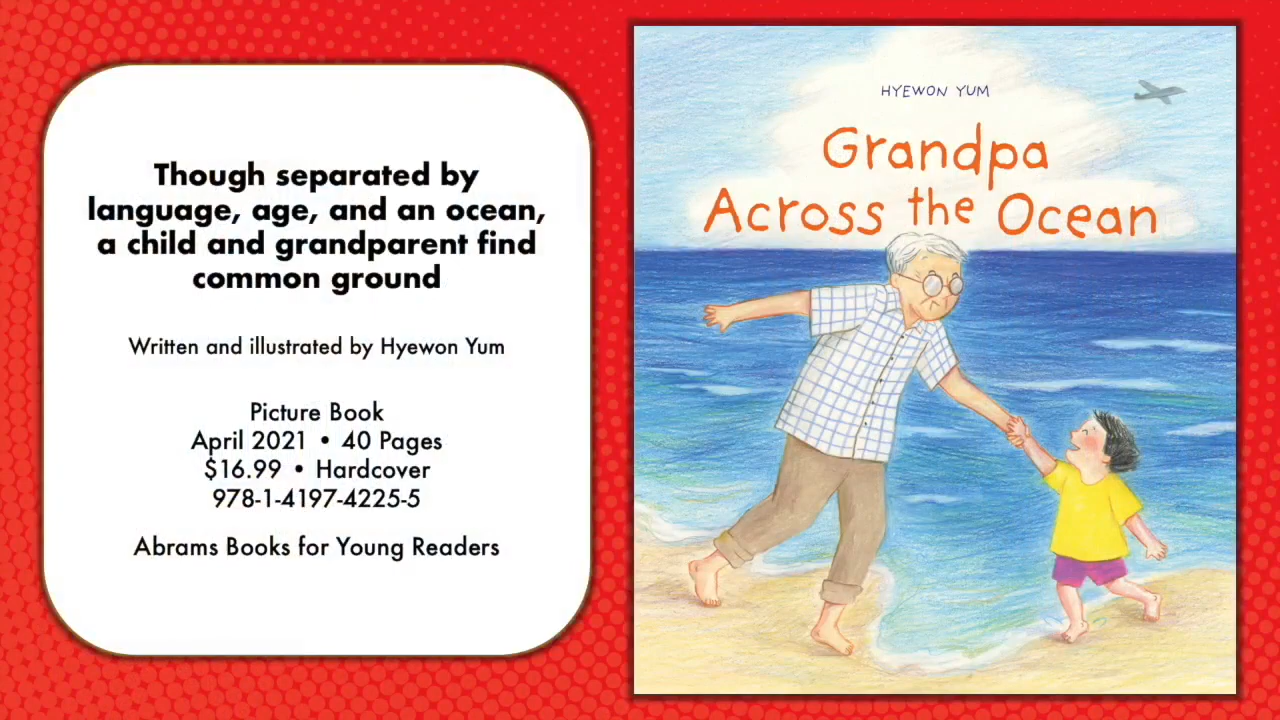 Though separated by
language, age, and an ocean,
a child and grandparent find
common ground
Written and illustrated by Hyewon Yum
Picture Book
April 2021 • 40 Pages
$16.99 • Hardcover
978-1-4197-4225-5
Abrams Books for Young Readers
HYEWON YUM
Grandpa
Across the Ocean